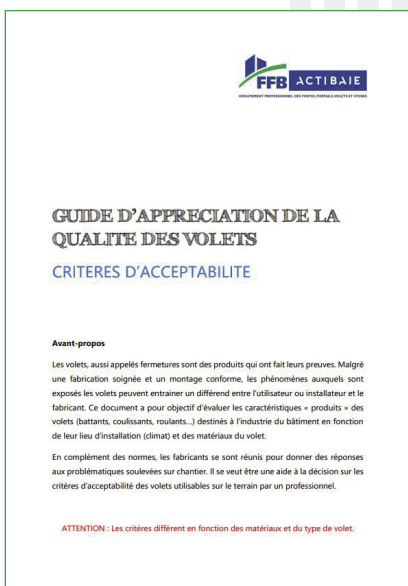 FFB ACTIBAIE
GROUPEMENT PROFESSIONNEL DES PORTES, PORTAILS, VOLETS ET STORES
GUIDE D'APPRECIATION DE LA
QUALITE DES VOLETS
CRITERES D'ACCEPTABILITE
Avant-propos
Les volets, aussi appelés fermetures sont des produits qui ont fait leurs preuves. Malgré
une fabrication soignée et un montage conforme, les phénomènes auxquels sont
exposés les volets peuvent entrainer un différend entre l'utilisateur ou installateur et le
fabricant. Ce document a pour objectif d'évaluer les caractéristiques « produits » des
volets (battants, coulissants, roulants...) destinés à l'industrie du bâtiment en fonction
de leur lieu d'installation (climat) et des matériaux du volet.
En complément des normes, les fabricants se sont réunis pour donner des réponses
aux problématiques soulevées sur chantier. Il se veut être une aide à la décision sur les
critères d'acceptabilité des volets utilisables sur le terrain par un professionnel.
ATTENTION : Les critères diffèrent en fonction des matériaux et du type de volet.